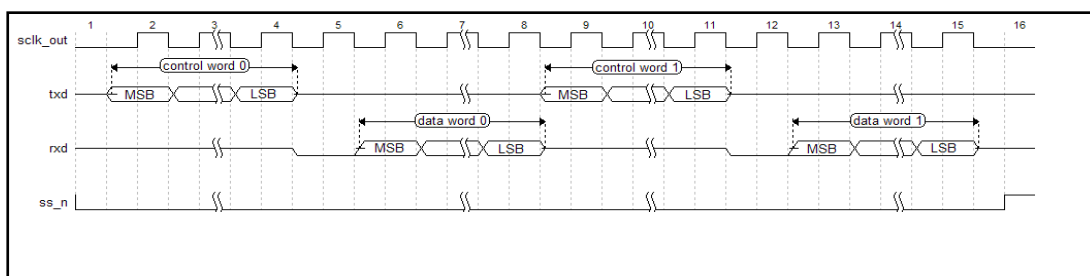 1 2 3 4 5 6 7 8 9 10 11 12 13 14 15 16
sclk_out
control word 0 control word 1
txd MSB LSB MSB LSB
data word 0 data word 1
rxd MSB LSB MSB LSB
ss_n